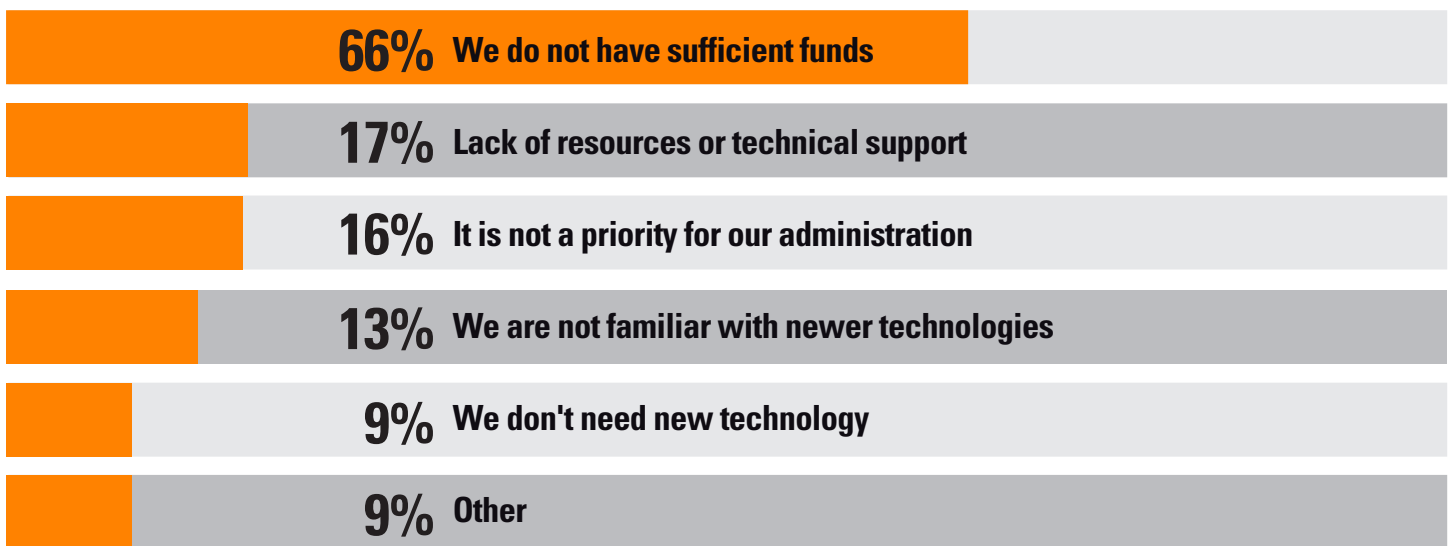 66% We do not have sufficient funds
17% Lack of resources or technical support
16% It is not a priority for our administration
13% We are not familiar with newer technologies
9% We don't need new technology
9% Other